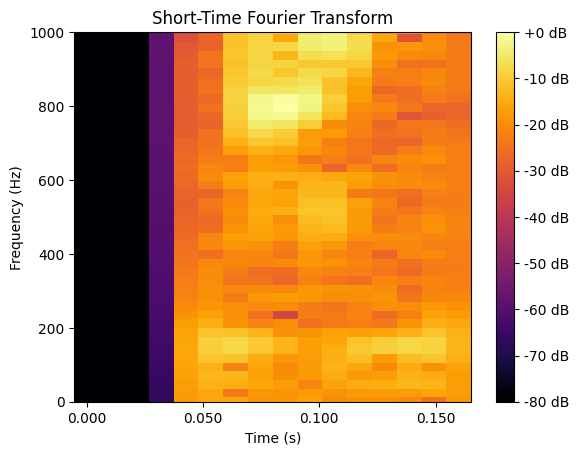 Short-Time Fourier Transform
1000
800
600
400
200
0
Frequency (Hz)
0.000
0.050
0.100
0.150
Time (s)
+0 dB
-10 dB
-20 dB
-30 dB
-40 dB
-50 dB
-60 dB
-70 dB
-80 dB